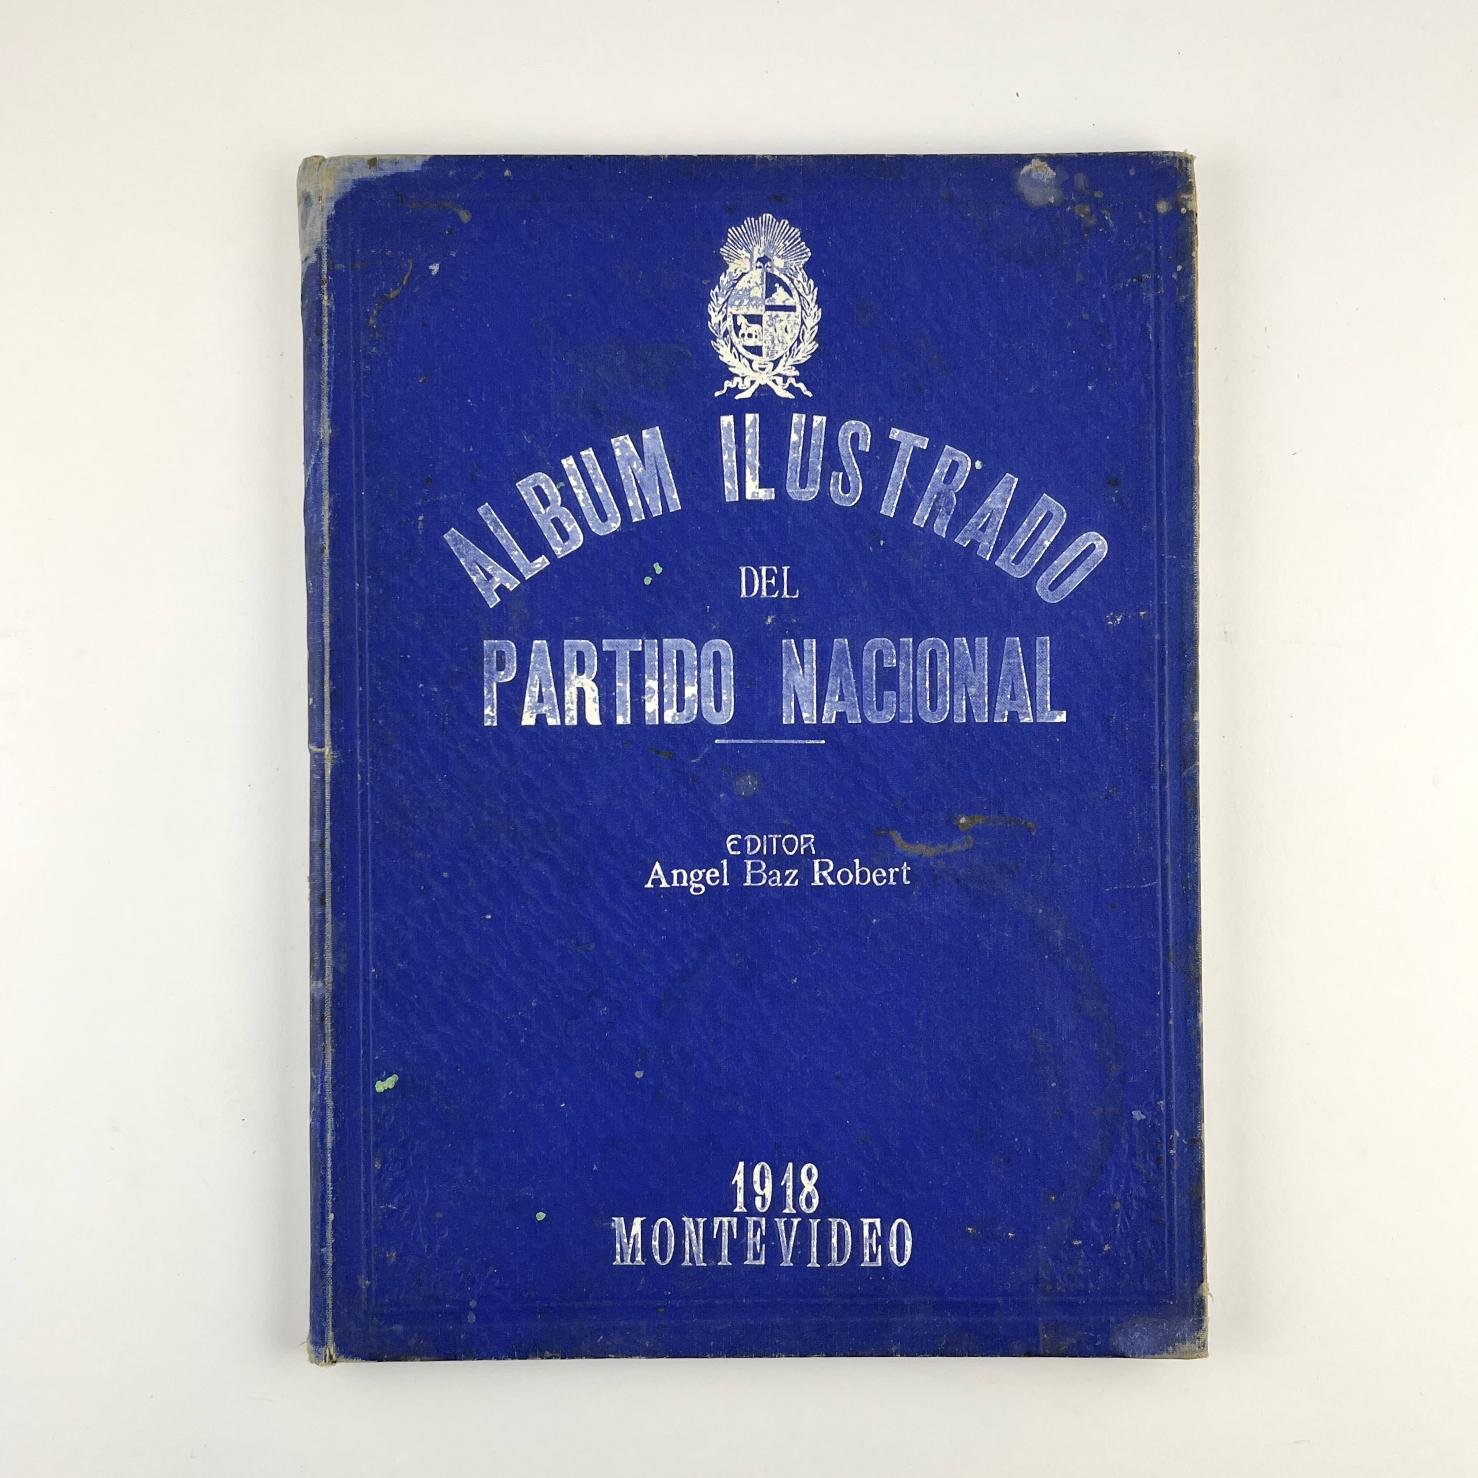 ALBUM ILUSTRADO
DEL
PARTIDO NACIONAL
EDITOR
Angel Baz Robert
1918
MONTEVIDEO